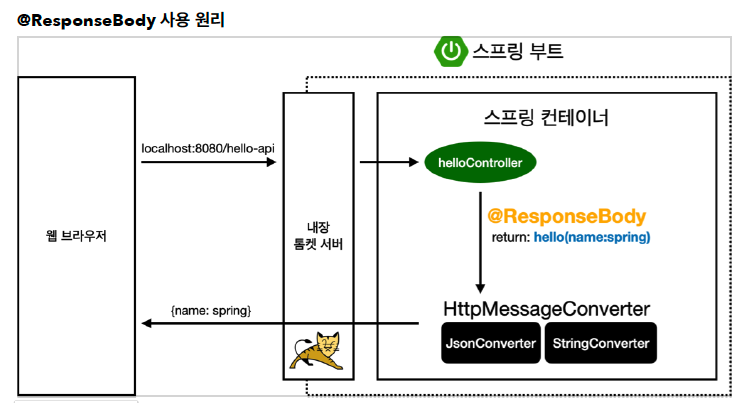 @ResponseBody 사용 원리
스프링 부트
스프링 컨테이너
localhost:8080/hello-api
helloController
@ResponseBody
return: hello(name:spring)
웹 브라우저
내장
톰켓 서버
HttpMessageConverter
{name: spring}
JsonConverter
StringConverter